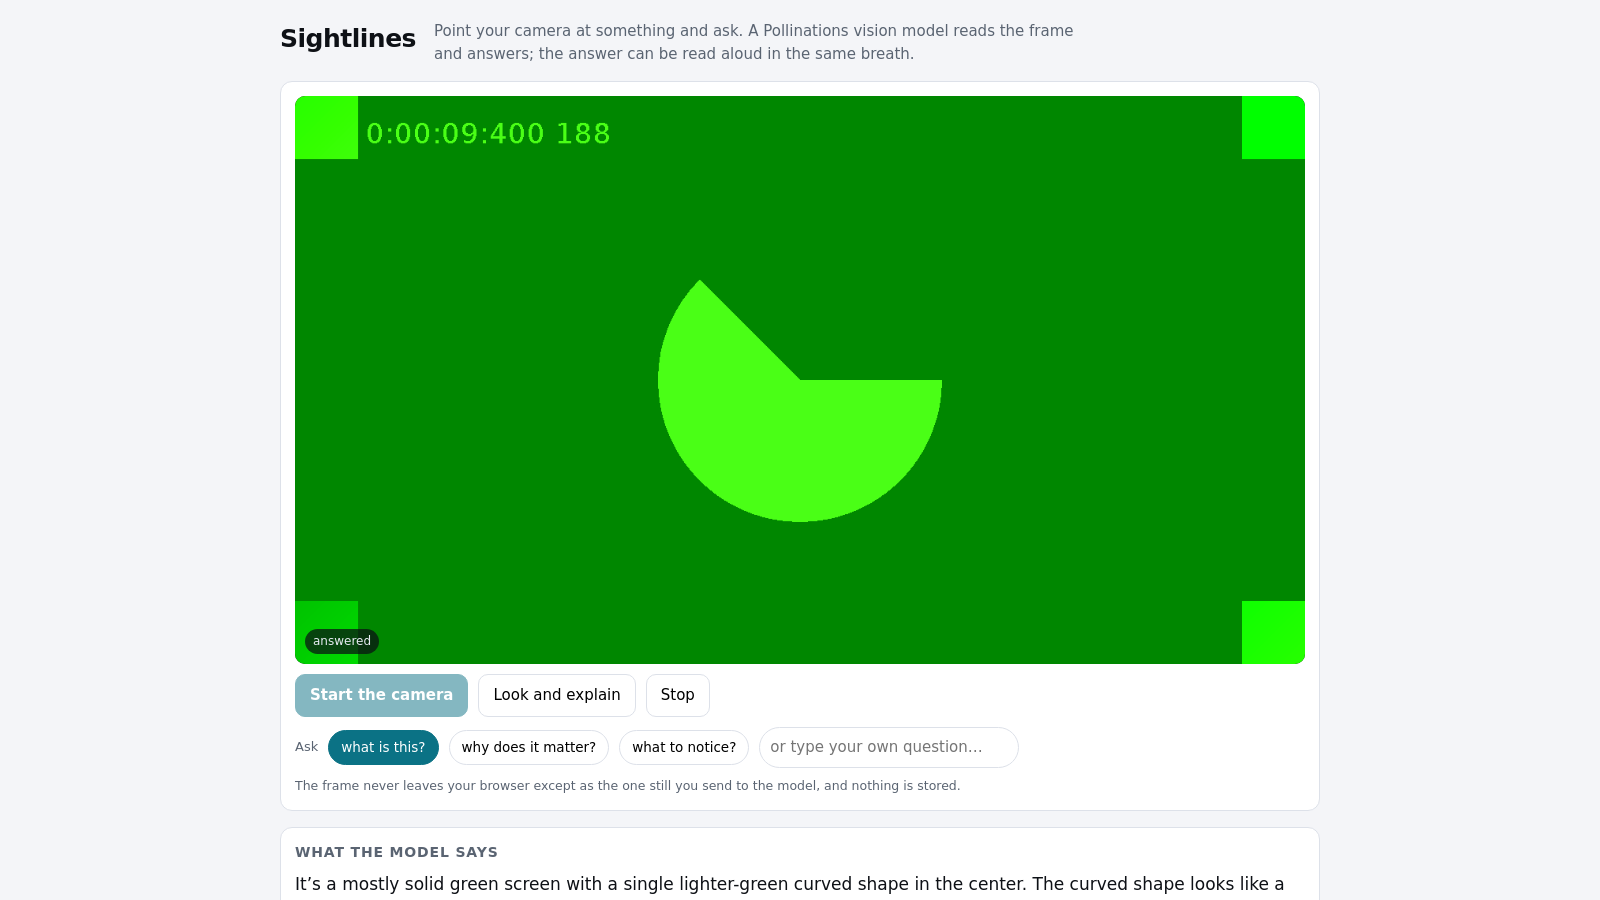 Sightlines
Point your camera at something and ask. A Pollinations vision model reads the frame
and answers; the answer can be read aloud in the same breath.
0:00:09:400 188
answered
Start the camera
Look and explain
Stop
Ask
what is this?
why does it matter?
what to notice?
or type your own question…
The frame never leaves your browser except as the one still you send to the model, and nothing is stored.
WHAT THE MODEL SAYS
It’s a mostly solid green screen with a single lighter-green curved shape in the center. The curved shape looks like a